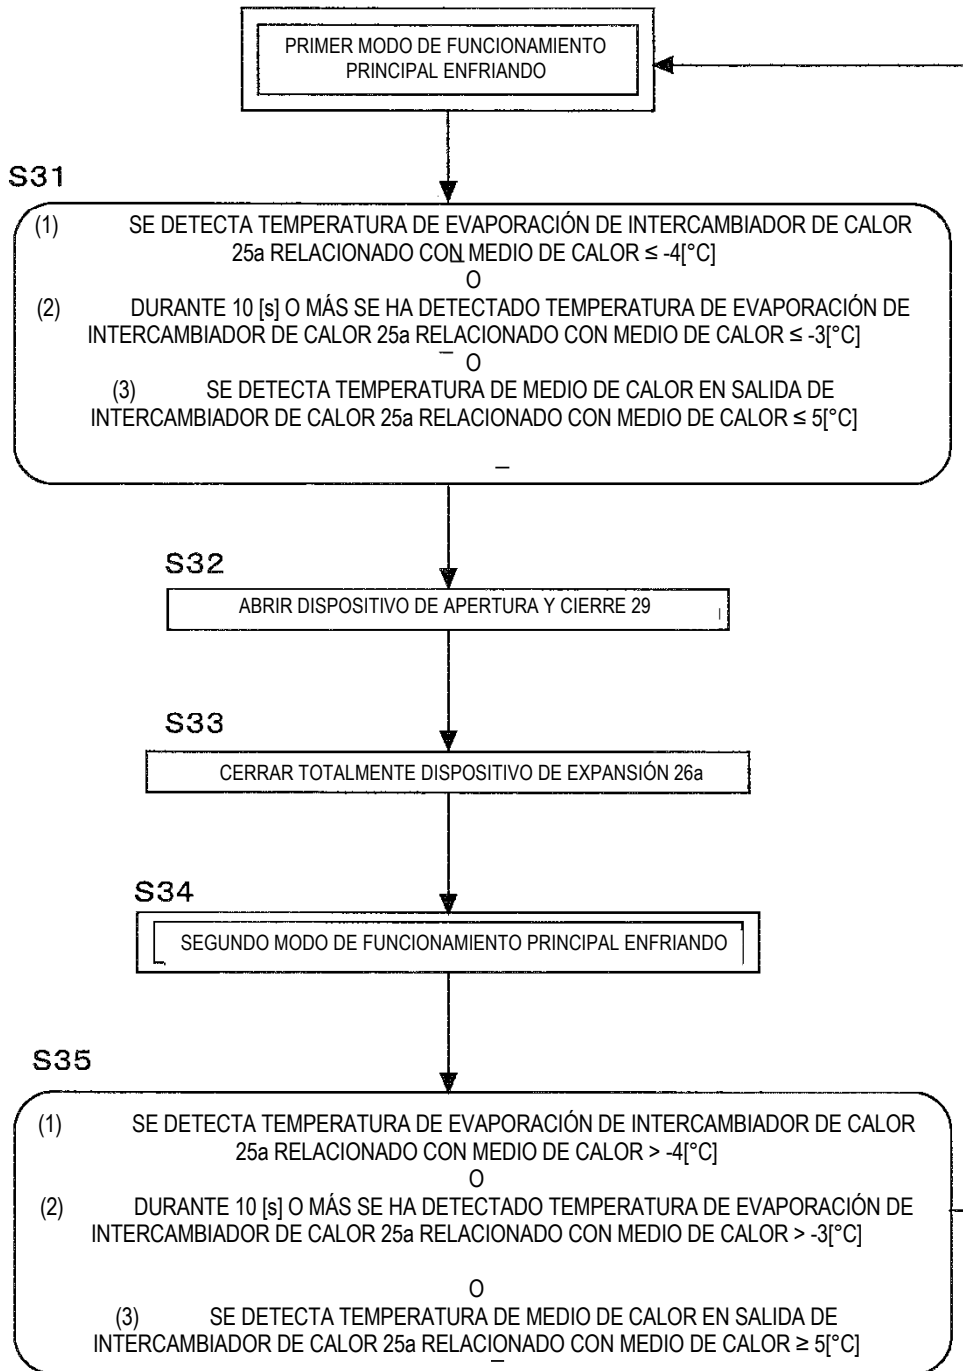 PRIMER MODO DE FUNCIONAMIENTO
PRINCIPAL ENFRIANDO
S31
(1) SE DETECTA TEMPERATURA DE EVAPORACIÓN DE INTERCAMBIADOR DE CALOR
25a RELACIONADO CON MEDIO DE CALOR ≤ -4[°C]
O
(2) DURANTE 10 [s] O MÁS SE HA DETECTADO TEMPERATURA DE EVAPORACIÓN DE
INTERCAMBIADOR DE CALOR 25a RELACIONADO CON MEDIO DE CALOR ≤ -3[°C]
O
(3) SE DETECTA TEMPERATURA DE MEDIO DE CALOR EN SALIDA DE
INTERCAMBIADOR DE CALOR 25a RELACIONADO CON MEDIO DE CALOR ≤ 5[°C]
S32
ABRIR DISPOSITIVO DE APERTURA Y CIERRE 29
S33
CERRAR TOTALMENTE DISPOSITIVO DE EXPANSIÓN 26a
S34
SEGUNDO MODO DE FUNCIONAMIENTO PRINCIPAL ENFRIANDO
S35
(1) SE DETECTA TEMPERATURA DE EVAPORACIÓN DE INTERCAMBIADOR DE CALOR
25a RELACIONADO CON MEDIO DE CALOR > -4[°C]
O
(2) DURANTE 10 [s] O MÁS SE HA DETECTADO TEMPERATURA DE EVAPORACIÓN DE
INTERCAMBIADOR DE CALOR 25a RELACIONADO CON MEDIO DE CALOR > -3[°C]
O
(3) SE DETECTA TEMPERATURA DE MEDIO DE CALOR EN SALIDA DE
INTERCAMBIADOR DE CALOR 25a RELACIONADO CON MEDIO DE CALOR ≥ 5[°C]